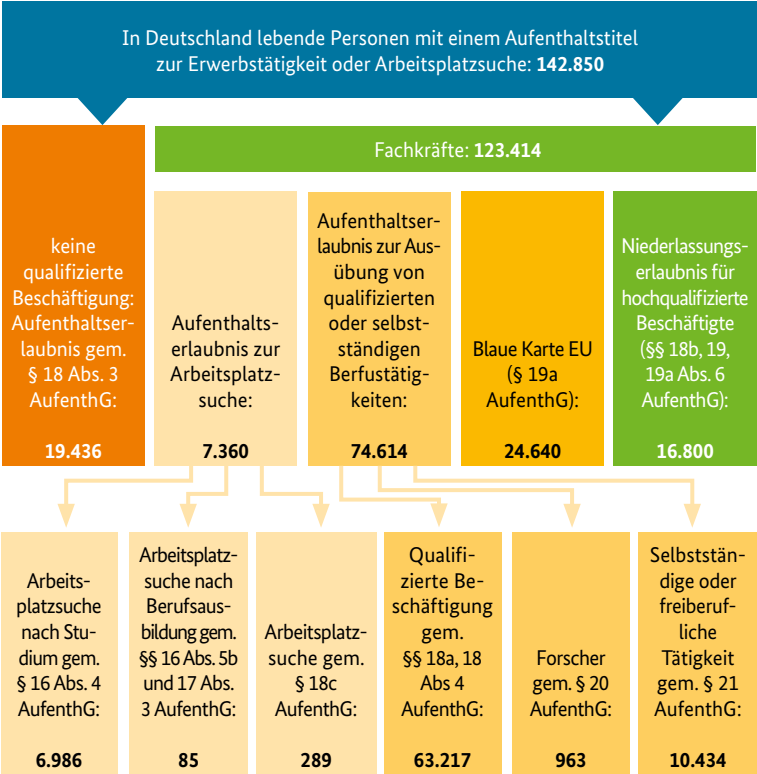 In Deutschland lebende Personen mit einem Aufenthaltstitel
zur Erwerbstätigkeit oder Arbeitsplatzsuche: 142.850
Fachkräfte: 123.414
keine
qualifizierte
Beschäftigung:
Aufenthaltser-
laubnis gem.
§ 18 Abs. 3
AufenthG:
19.436
Aufenthalts-
erlaubnis zur
Arbeitsplatz-
suche:
7.360
Aufenthaltser-
laubnis zur Aus-
übung von
qualifizierten
oder selbst-
ständigen
Berfustätig-
keiten:
74.614
Blaue Karte EU
(§ 19a
AufenthG):
24.640
Niederlassungs-
erlaubnis für
hochqualifizierte
Beschäftigte
(§§ 18b, 19,
19a Abs. 6
AufenthG):
16.800
Arbeits-
platzsuche
nach Stu-
dium gem.
§ 16 Abs. 4
AufenthG:
6.986
Arbeitsplatz-
suche nach
Berufsaus-
bildung gem.
§§ 16 Abs. 5b
und 17 Abs.
3 AufenthG:
85
Arbeitsplatz-
suche gem.
§ 18c
AufenthG:
289
Qualifi-
zierte Be-
schäftigung
gem.
§§ 18a, 18
Abs 4
AufenthG:
63.217
Forscher
gem. § 20
AufenthG:
963
Selbststän-
dige oder
freiberuf-
liche
Tätigkeit
gem. § 21
AufenthG:
10.434